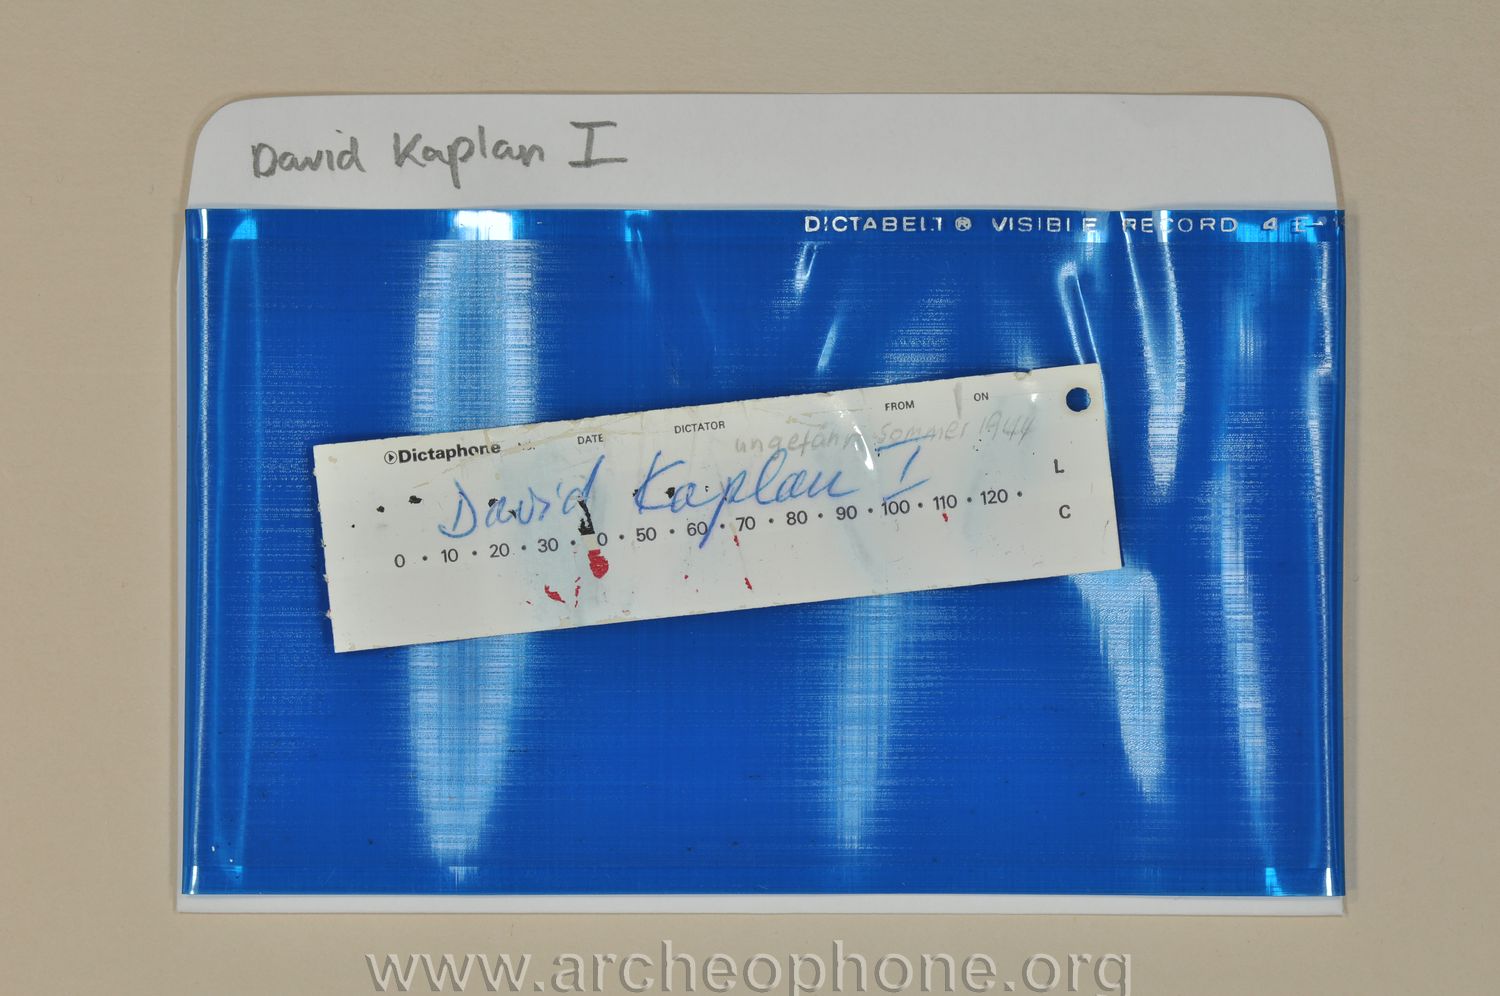 David Kaplan I
DICTABELT® VISIBLE RECORD 4
Dictaphone DATE DICTATOR FROM ON
ungefähr Sommer 1944
David Kaplan I
L
0 · 10 · 20 · 30 · 0 · 50 · 60 · 70 · 80 · 90 · 100 · 110 · 120 ·
C
www.archeophone.org